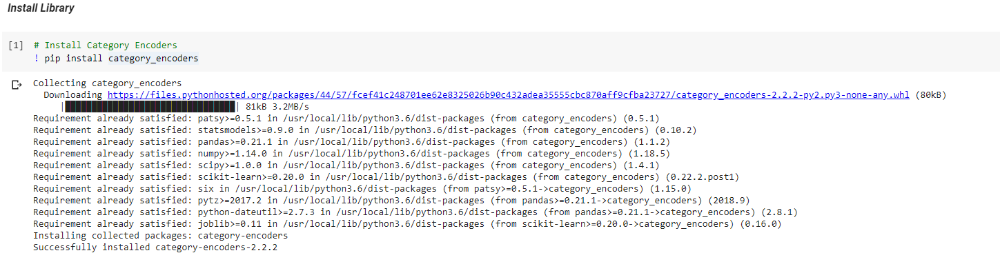 Install Library
[1] # Install Category Encoders
! pip install category_encoders
Collecting category_encoders
Downloading https://files.pythonhosted.org/packages/44/57/fcef41c248701ee62e8325026b90c432adea35555cbc870aff9cfba23727/category_encoders-2.2.2-py2.py3-none-any.whl (80kB)
|████████████████████████████████| 81kB 3.2MB/s
Requirement already satisfied: patsy>=0.5.1 in /usr/local/lib/python3.6/dist-packages (from category_encoders) (0.5.1)
Requirement already satisfied: statsmodels>=0.9.0 in /usr/local/lib/python3.6/dist-packages (from category_encoders) (0.10.2)
Requirement already satisfied: pandas>=0.21.1 in /usr/local/lib/python3.6/dist-packages (from category_encoders) (1.1.2)
Requirement already satisfied: numpy>=1.14.0 in /usr/local/lib/python3.6/dist-packages (from category_encoders) (1.18.5)
Requirement already satisfied: scipy>=1.0.0 in /usr/local/lib/python3.6/dist-packages (from category_encoders) (1.4.1)
Requirement already satisfied: scikit-learn>=0.20.0 in /usr/local/lib/python3.6/dist-packages (from category_encoders) (0.22.2.post1)
Requirement already satisfied: six in /usr/local/lib/python3.6/dist-packages (from patsy>=0.5.1->category_encoders) (1.15.0)
Requirement already satisfied: pytz>=2017.2 in /usr/local/lib/python3.6/dist-packages (from pandas>=0.21.1->category_encoders) (2018.9)
Requirement already satisfied: python-dateutil>=2.7.3 in /usr/local/lib/python3.6/dist-packages (from pandas>=0.21.1->category_encoders) (2.8.1)
Requirement already satisfied: joblib>=0.11 in /usr/local/lib/python3.6/dist-packages (from scikit-learn>=0.20.0->category_encoders) (0.16.0)
Installing collected packages: category-encoders
Successfully installed category-encoders-2.2.2